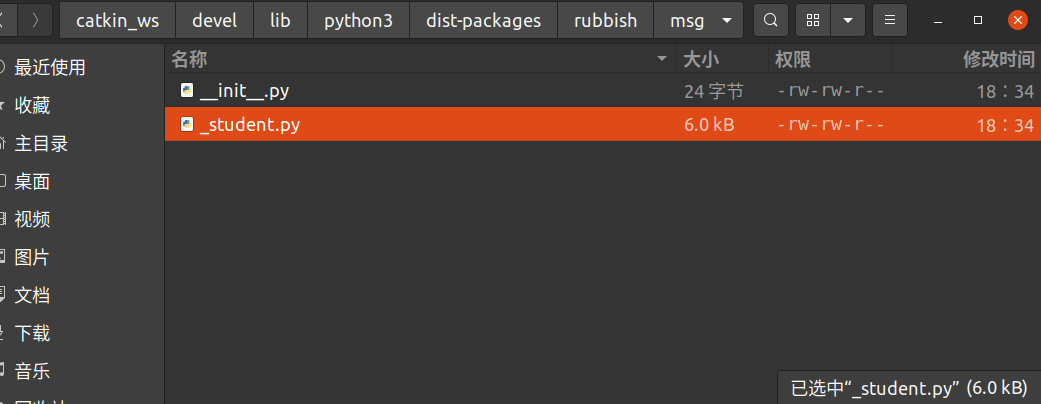 catkin_ws devel lib python3 dist-packages rubbish msg
名称 大小 权限 修改时间
__init__.py 24 字节 -rw-rw-r-- 18：34
_student.py 6.0 kB -rw-rw-r-- 18：34
最近使用
收藏
主目录
桌面
视频
图片
文档
下载
音乐
已选中“_student.py” (6.0 kB)